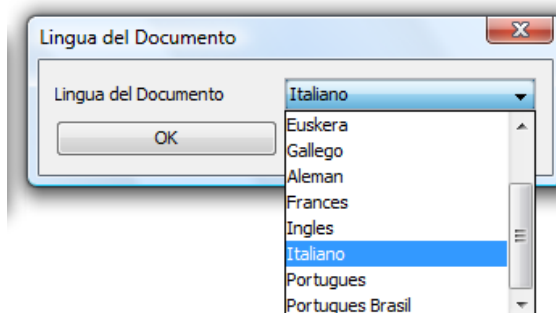 Lingua del Documento
Lingua del Documento Italiano
OK
Euskera
Gallego
Aleman
Frances
Ingles
Italiano
Portugues
Portugues Brasil